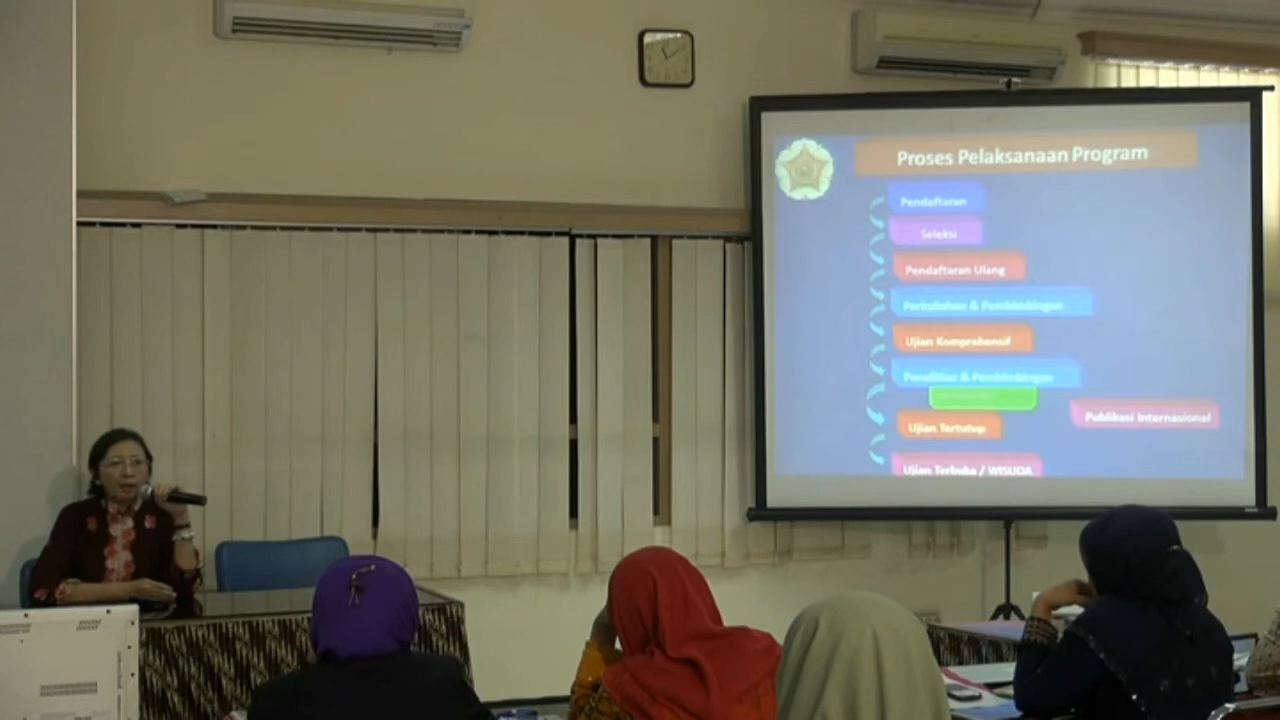 Proses Pelaksanaan Program
Pendaftaran
Seleksi
Pendaftaran Ulang
Perkuliahan & Pembimbingan
Ujian Komprehensif
Penelitian & Pembimbingan
Ujian Tertutup
Publikasi Internasional
Ujian Terbuka / WISUDA